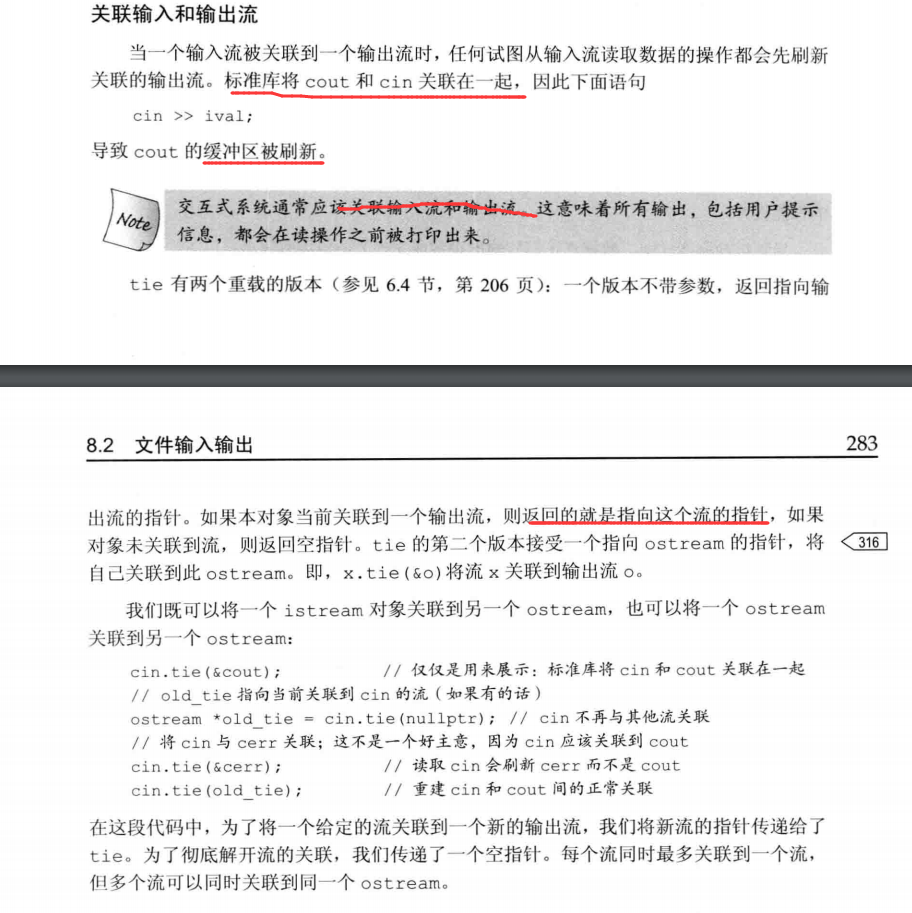 关联输入和输出流
当一个输入流被关联到一个输出流时,任何试图从输入流读取数据的操作都会先刷新
关联的输出流。标准库将 cout 和 cin 关联在一起,因此下面语句
cin >> ival;
导致 cout 的缓冲区被刷新。
Note
交互式系统通常应该关联输入流和输出流。这意味着所有输出,包括用户提示
信息,都会在读操作之前被打印出来。
tie 有两个重载的版本(参见 6.4 节,第 206 页):一个版本不带参数,返回指向输
8.2 文件输入输出 283
出流的指针。如果本对象当前关联到一个输出流,则返回的就是指向这个流的指针,如果
对象未关联到流,则返回空指针。tie 的第二个版本接受一个指向 ostream 的指针,将 316
自己关联到此 ostream。即,x.tie(&o)将流 x 关联到输出流 o。
我们既可以将一个 istream 对象关联到另一个 ostream,也可以将一个 ostream
关联到另一个 ostream:
cin.tie(&cout); // 仅仅是用来展示:标准库将 cin 和 cout 关联在一起
// old_tie 指向当前关联到 cin 的流(如果有的话)
ostream *old_tie = cin.tie(nullptr); // cin 不再与其他流关联
// 将 cin 与 cerr 关联;这不是一个好主意,因为 cin 应该关联到 cout
cin.tie(&cerr); // 读取 cin 会刷新 cerr 而不是 cout
cin.tie(old_tie); // 重建 cin 和 cout 间的正常关联
在这段代码中,为了将一个给定的流关联到一个新的输出流,我们将新流的指针传递给了
tie。为了彻底解开流的关联,我们传递了一个空指针。每个流同时最多关联到一个流,
但多个流可以同时关联到同一个 ostream。